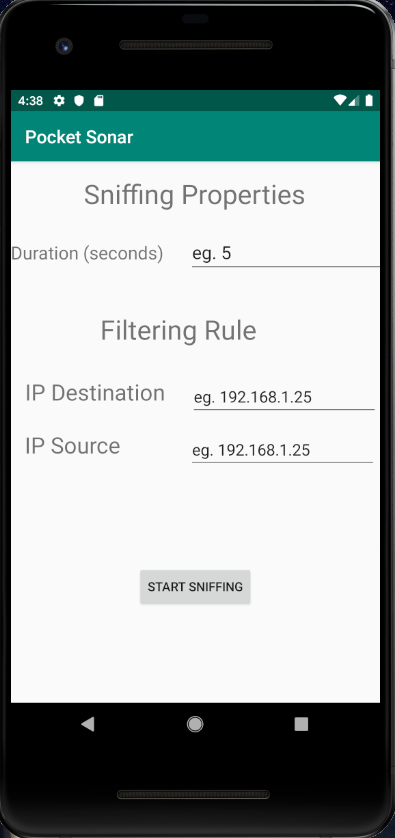 4:38
Pocket Sonar
Sniffing Properties
Duration (seconds) eg. 5
Filtering Rule
IP Destination eg. 192.168.1.25
IP Source eg. 192.168.1.25
START SNIFFING